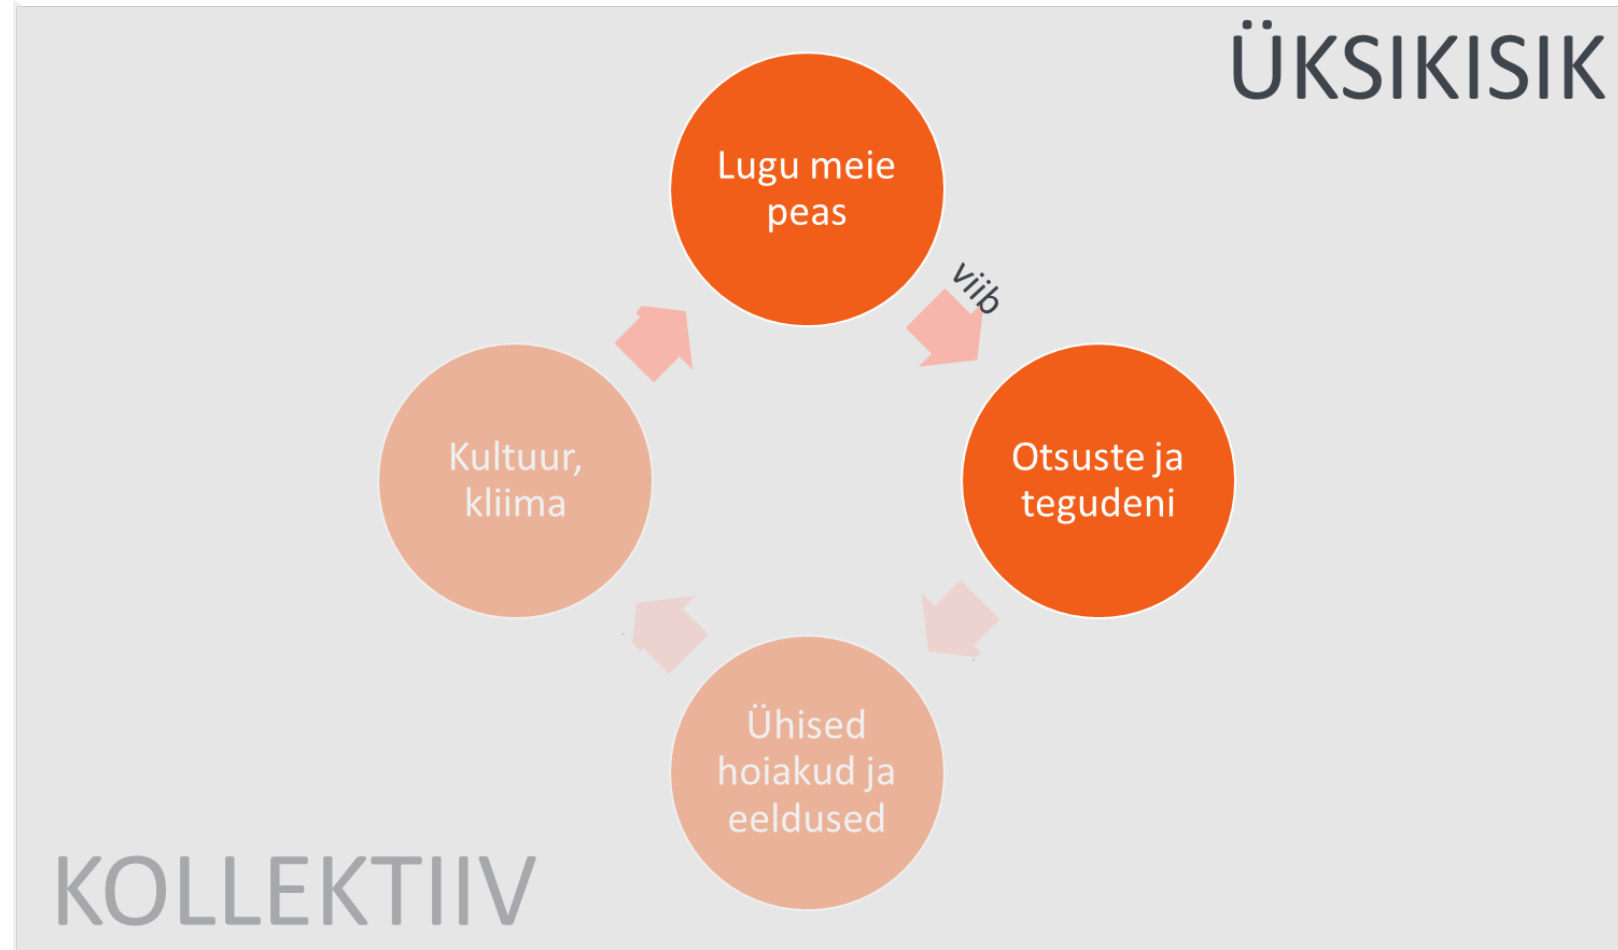 ÜKSIKISIK
Lugu meie
peas
viib
Otsuste ja
tegudeni
Ühised
hoiakud ja
eeldused
Kultuur,
kliima
KOLLEKTIIV